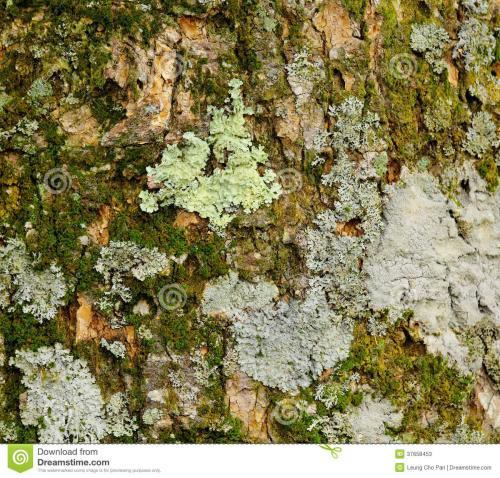 Download from
Dreamstime.com
This watermarked comp image is for previewing purposes only.
37658453
Leung Cho Pan | Dreamstime.com